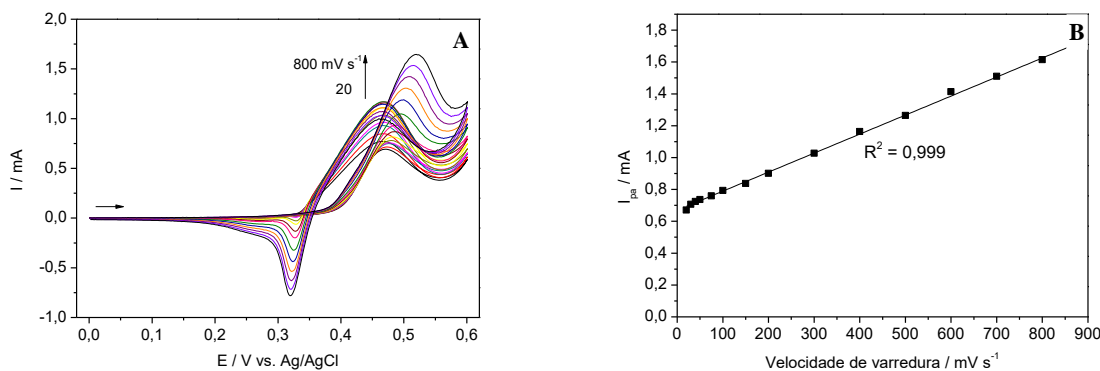 A
2,0
1,5
1,0
0,5
0,0
-0,5
-1,0
I / mA
800 mV s⁻¹
20
0,0 0,1 0,2 0,3 0,4 0,5 0,6
E / V vs. Ag/AgCl
B
1,8
1,6
1,4
1,2
1,0
0,8
0,6
0,4
0,2
0,0
Iₚₐ / mA
R² = 0,999
0 100 200 300 400 500 600 700 800 900
Velocidade de varredura / mV s⁻¹